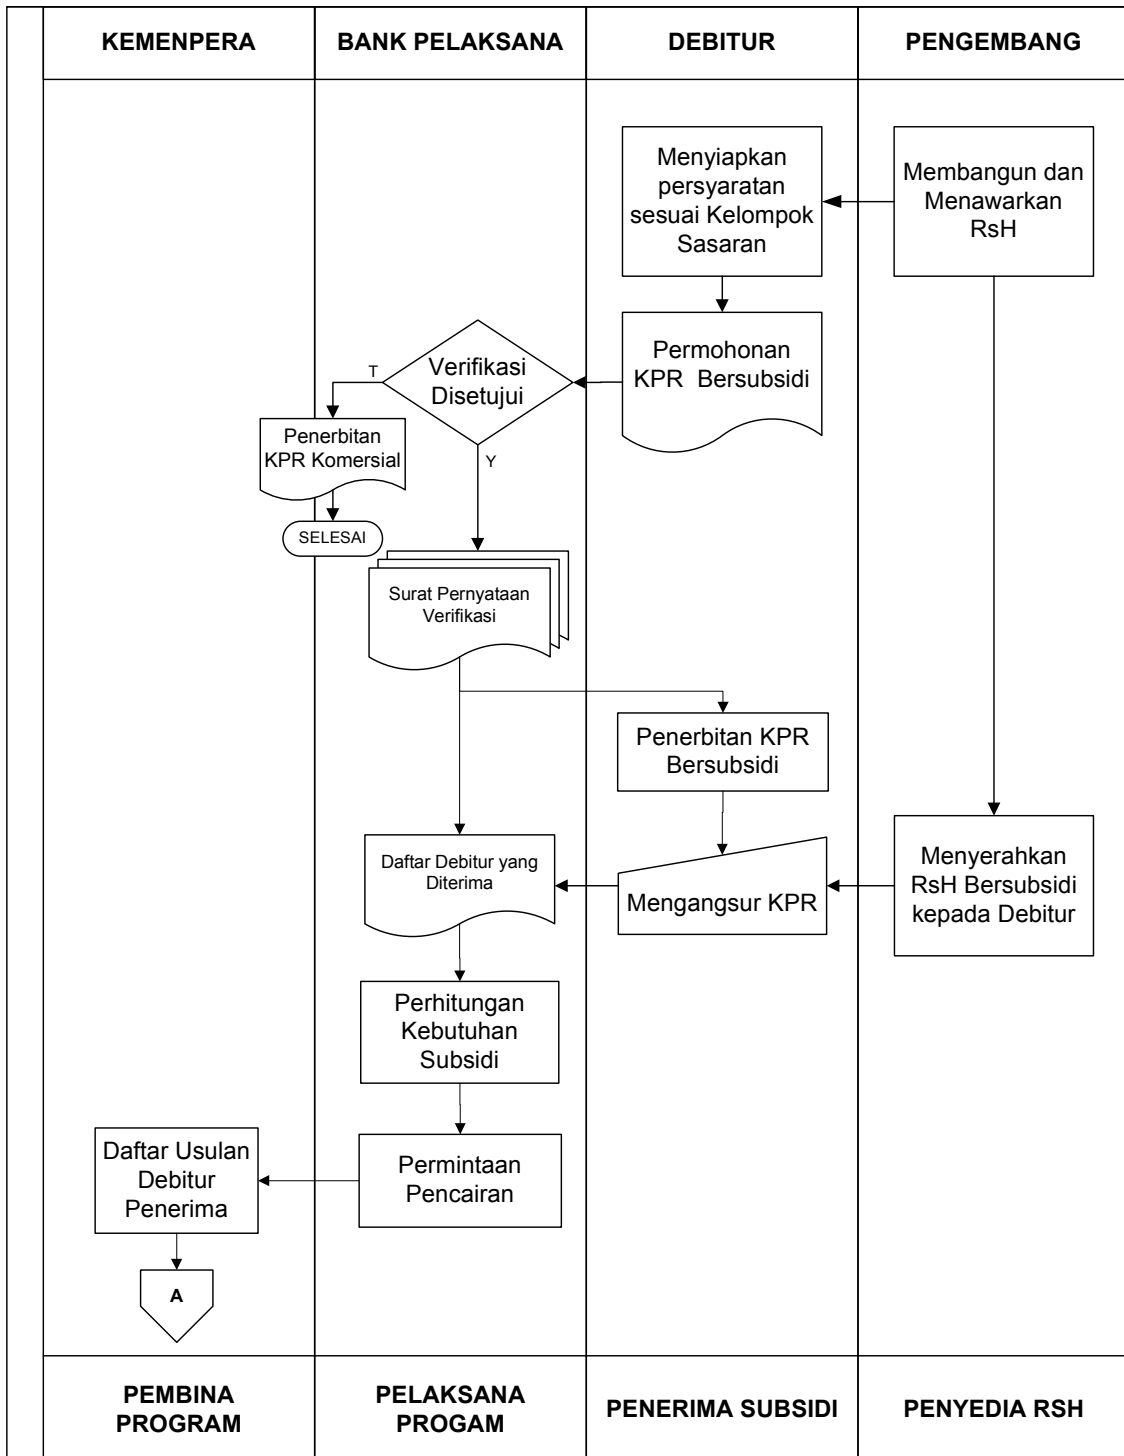 KEMENPERA
BANK PELAKSANA
DEBITUR
PENGEMBANG
Menyiapkan
persyaratan
sesuai Kelompok
Sasaran
Membangun dan
Menawarkan
RsH
Permohonan
KPR Bersubsidi
Verifikasi
Disetujui
T
Y
Penerbitan
KPR Komersial
SELESAI
Surat Pernyataan
Verifikasi
Penerbitan KPR
Bersubsidi
Daftar Debitur yang
Diterima
Mengangsur KPR
Menyerahkan
RsH Bersubsidi
kepada Debitur
Perhitungan
Kebutuhan
Subsidi
Permintaan
Pencairan
Daftar Usulan
Debitur
Penerima
A
PEMBINA
PROGRAM
PELAKSANA
PROGAM
PENERIMA SUBSIDI
PENYEDIA RSH